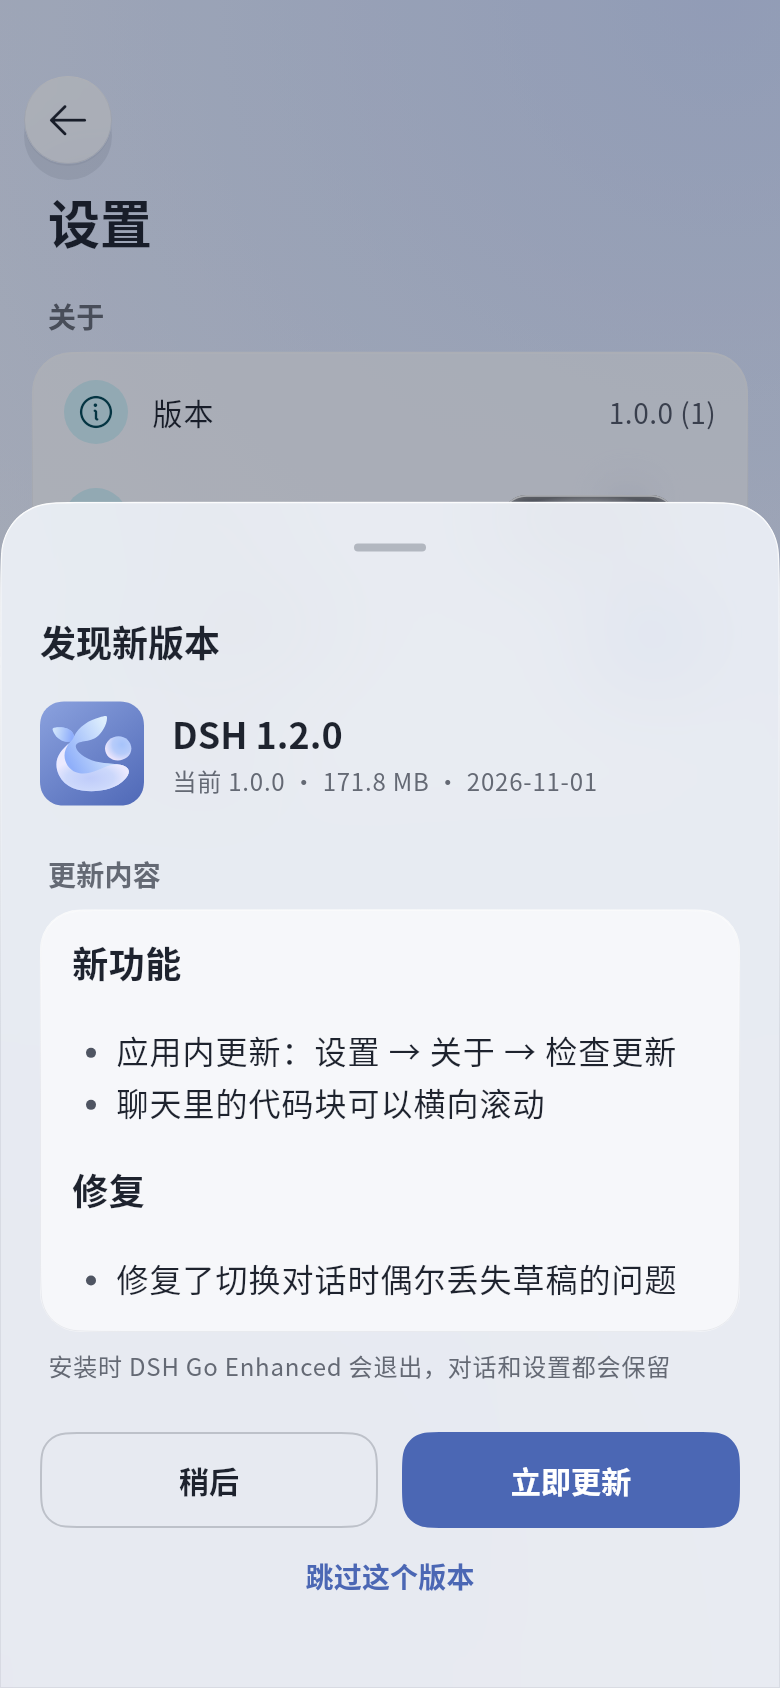 设置
关于
版本 1.0.0 (1)
发现新版本
DSH 1.2.0
当前 1.0.0 · 171.8 MB · 2026-11-01
更新内容
新功能
• 应用内更新：设置 → 关于 → 检查更新
• 聊天里的代码块可以横向滚动
修复
• 修复了切换对话时偶尔丢失草稿的问题
安装时 DSH Go Enhanced 会退出，对话和设置都会保留
稍后
立即更新
跳过这个版本